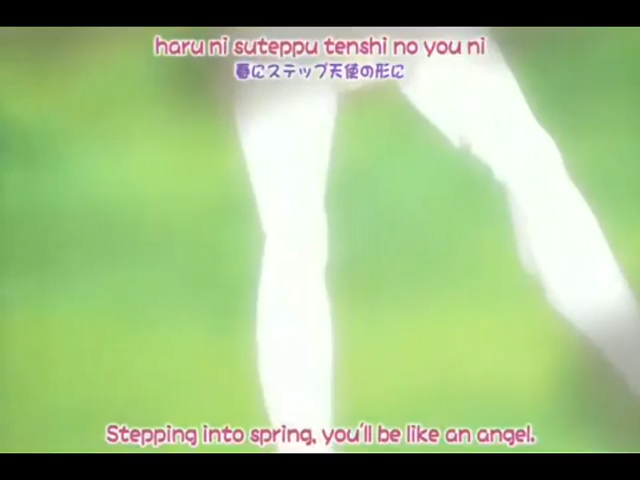 haru ni suteppu tenshi no you ni
春にステップ天使の形に
Stepping into spring, you'll be like an angel.